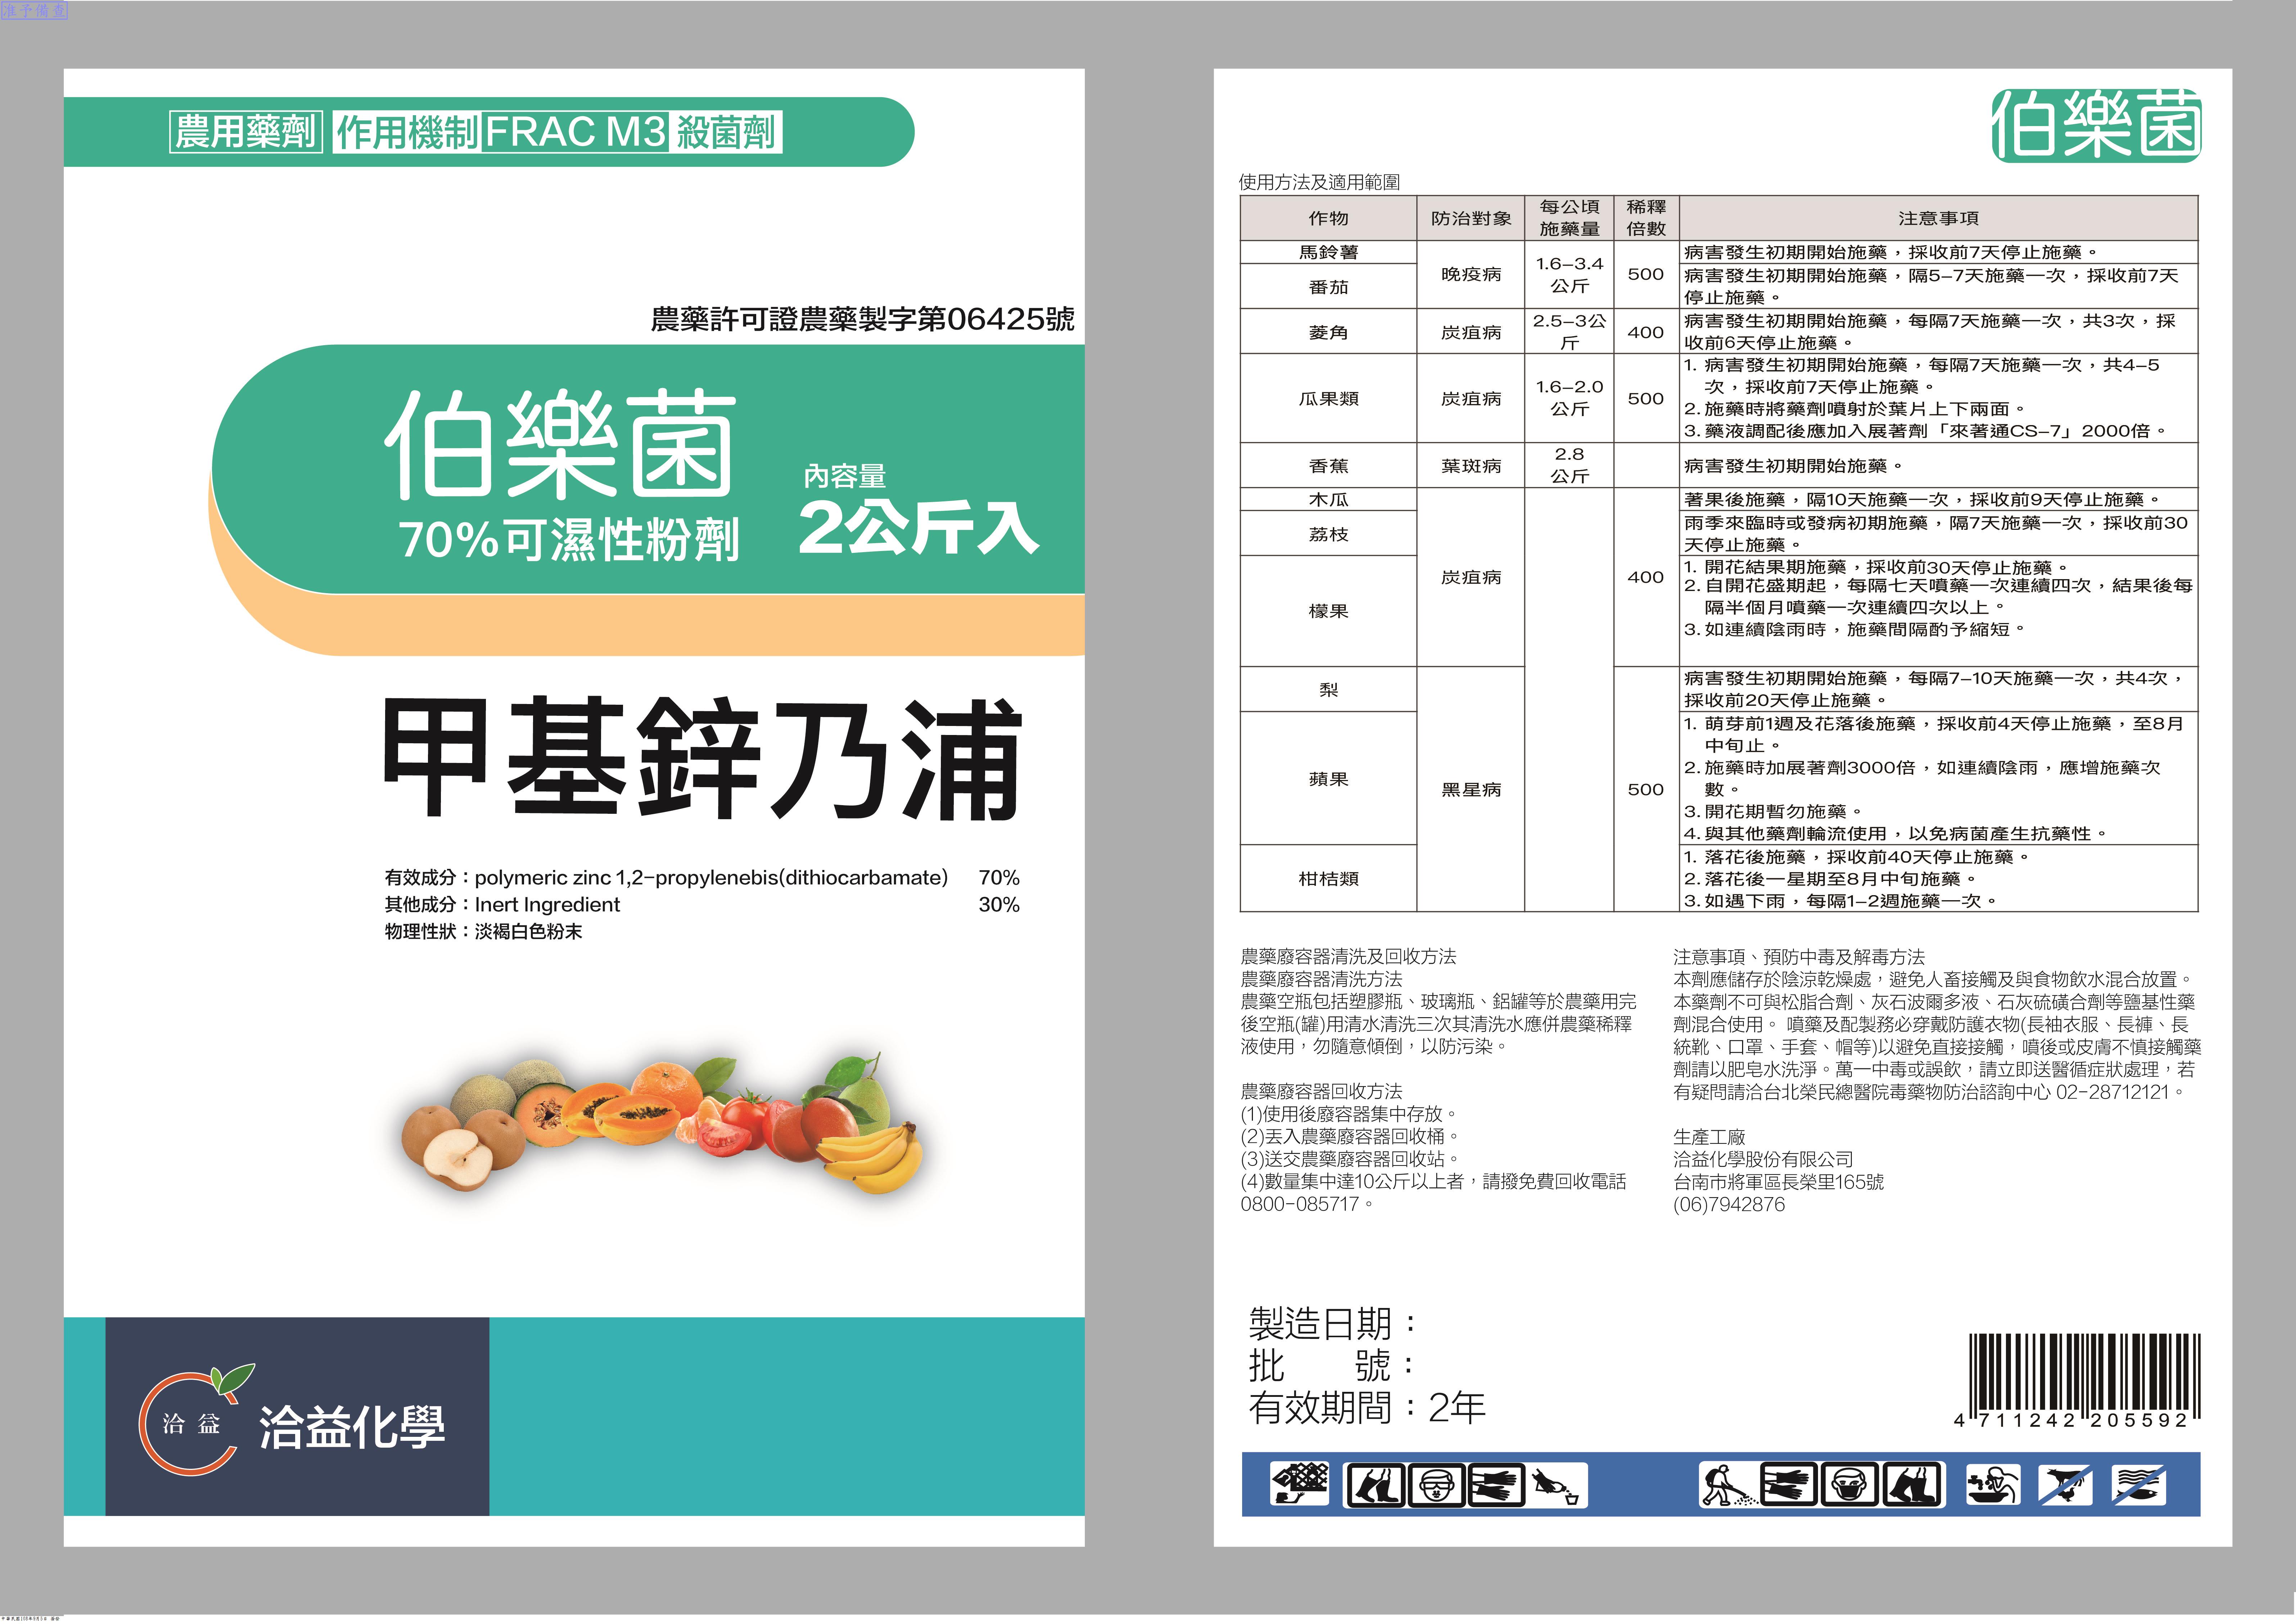 准予備查
農用藥劑 作用機制 FRAC M3 殺菌劑
農藥許可證農藥製字第06425號
伯樂菌
70%可濕性粉劑
內容量
2公斤入
甲基鋅乃浦
有效成分：polymeric zinc 1,2-propylenebis(dithiocarbamate) 70%
其他成分：Inert Ingredient 30%
物理性狀：淡褐白色粉末
洽益
洽益化學
伯樂菌
使用方法及適用範圍
作物 防治對象 每公頃施藥量 稀釋倍數 注意事項
馬鈴薯 晚疫病 1.6-3.4公斤 500 病害發生初期開始施藥，採收前7天停止施藥。
番茄 病害發生初期開始施藥，隔5-7天施藥一次，採收前7天
停止施藥。
菱角 炭疽病 2.5-3公斤 400 病害發生初期開始施藥，每隔7天施藥一次，共3次，採
收前6天停止施藥。
瓜果類 炭疽病 1.6-2.0公斤 500 1. 病害發生初期開始施藥，每隔7天施藥一次，共4-5
次，採收前7天停止施藥。
2. 施藥時將藥劑噴射於葉片上下兩面。
3. 藥液調配後應加入展著劑「來著通CS-7」2000倍。
香蕉 葉斑病 2.8公斤 病害發生初期開始施藥。
木瓜 炭疽病 400 著果後施藥，隔10天施藥一次，採收前9天停止施藥。
荔枝 雨季來臨時或發病初期施藥，隔7天施藥一次，採收前30
天停止施藥。
檬果 1. 開花結果期施藥，採收前30天停止施藥。
2. 自開花盛期起，每隔七天噴藥一次連續四次，結果後每
隔半個月噴藥一次連續四次以上。
3. 如連續陰雨時，施藥間隔酌予縮短。
梨 黑星病 500 病害發生初期開始施藥，每隔7-10天施藥一次，共4次，
採收前20天停止施藥。
蘋果 1. 萌芽前1週及花落後施藥，採收前4天停止施藥，至8月
中旬止。
2. 施藥時加展著劑3000倍，如連續陰雨，應增施藥次
數。
3. 開花期暫勿施藥。
4. 與其他藥劑輪流使用，以免病菌產生抗藥性。
柑桔類 1. 落花後施藥，採收前40天停止施藥。
2. 落花後一星期至8月中旬施藥。
3. 如遇下雨，每隔1-2週施藥一次。
農藥廢容器清洗及回收方法
農藥廢容器清洗方法
農藥空瓶包括塑膠瓶、玻璃瓶、鋁罐等於農藥用完
後空瓶(罐)用清水清洗三次其清洗水應併農藥稀釋
液使用，勿隨意傾倒，以防污染。
農藥廢容器回收方法
(1)使用後廢容器集中存放。
(2)丟入農藥廢容器回收桶。
(3)送交農藥廢容器回收站。
(4)數量集中達10公斤以上者，請撥免費回收電話
0800-085717。
注意事項、預防中毒及解毒方法
本劑應儲存於陰涼乾燥處，避免人畜接觸及與食物飲水混合放置。
本藥劑不可與松脂合劑、灰石波爾多液、石灰硫磺合劑等鹽基性藥
劑混合使用。 噴藥及配製務必穿戴防護衣物(長袖衣服、長褲、長
統靴、口罩、手套、帽等)以避免直接接觸，噴後或皮膚不慎接觸藥
劑請以肥皂水洗淨。萬一中毒或誤飲，請立即送醫循症狀處理，若
有疑問請洽台北榮民總醫院毒藥物防治諮詢中心 02-28712121。
生產工廠
洽益化學股份有限公司
台南市將軍區長榮里165號
(06)7942876
製造日期：
批　　號：
有效期間：2年
4 711242 205592